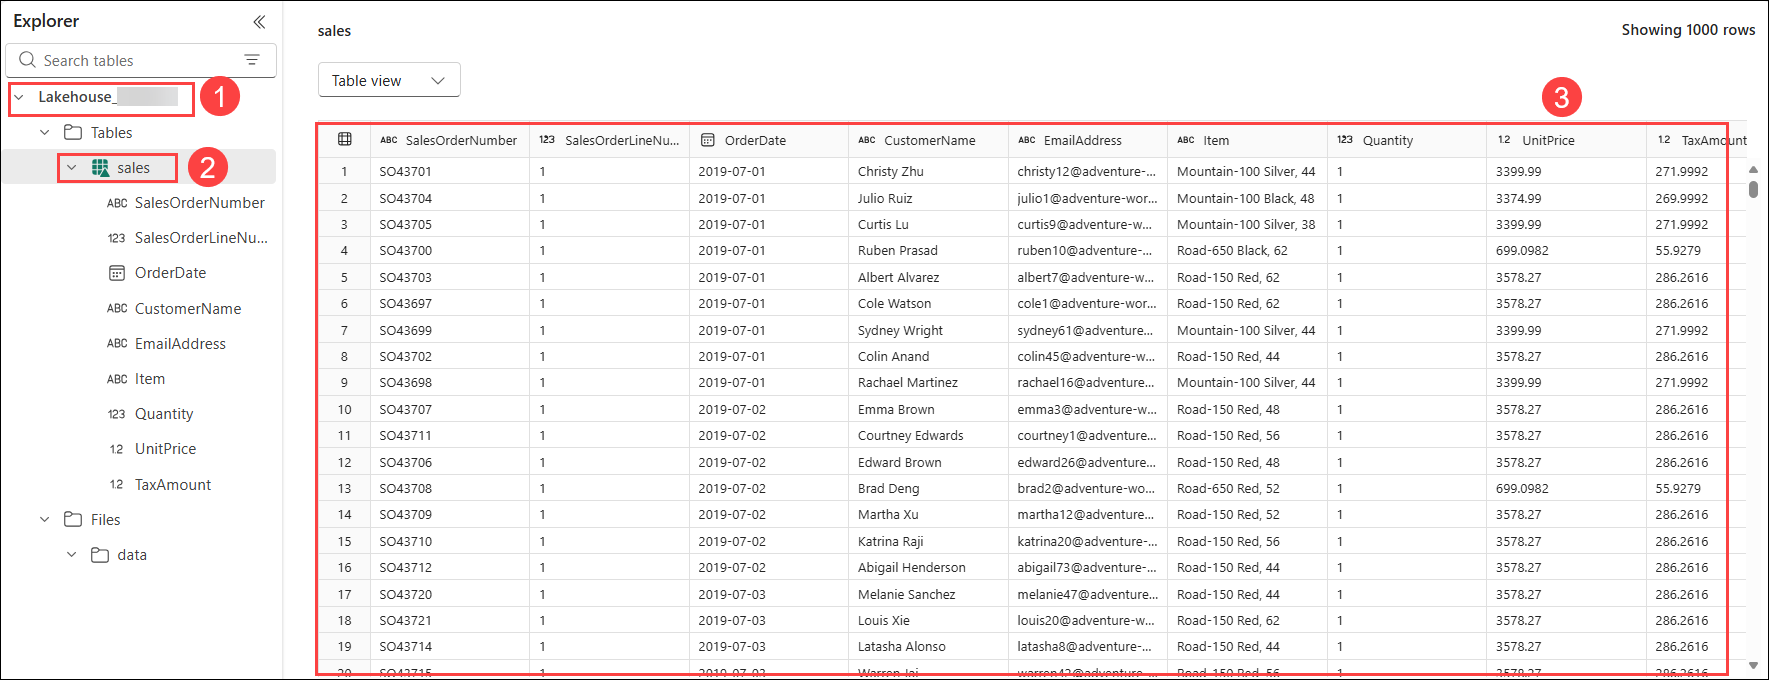 Explorer
Search tables
Lakehouse_
1
Tables
sales
2
ABC SalesOrderNumber
123 SalesOrderLineNu...
OrderDate
ABC CustomerName
ABC EmailAddress
ABC Item
123 Quantity
1.2 UnitPrice
1.2 TaxAmount
Files
data
sales
Showing 1000 rows
Table view
3
ABC SalesOrderNumber 123 SalesOrderLineNu... OrderDate ABC CustomerName ABC EmailAddress ABC Item 123 Quantity 1.2 UnitPrice 1.2 TaxAmount
1 SO43701 1 2019-07-01 Christy Zhu christy12@adventure-... Mountain-100 Silver, 44 1 3399.99 271.9992
2 SO43704 1 2019-07-01 Julio Ruiz julio1@adventure-wor... Mountain-100 Black, 48 1 3374.99 269.9992
3 SO43705 1 2019-07-01 Curtis Lu curtis9@adventure-w... Mountain-100 Silver, 38 1 3399.99 271.9992
4 SO43700 1 2019-07-01 Ruben Prasad ruben10@adventure-... Road-650 Black, 62 1 699.0982 55.9279
5 SO43703 1 2019-07-01 Albert Alvarez albert7@adventure-w... Road-150 Red, 62 1 3578.27 286.2616
6 SO43697 1 2019-07-01 Cole Watson cole1@adventure-wor... Road-150 Red, 62 1 3578.27 286.2616
7 SO43699 1 2019-07-01 Sydney Wright sydney61@adventure... Mountain-100 Silver, 44 1 3399.99 271.9992
8 SO43702 1 2019-07-01 Colin Anand colin45@adventure-w... Road-150 Red, 44 1 3578.27 286.2616
9 SO43698 1 2019-07-01 Rachael Martinez rachael16@adventure... Mountain-100 Silver, 44 1 3399.99 271.9992
10 SO43707 1 2019-07-02 Emma Brown emma3@adventure-w... Road-150 Red, 48 1 3578.27 286.2616
11 SO43711 1 2019-07-02 Courtney Edwards courtney1@adventure... Road-150 Red, 56 1 3578.27 286.2616
12 SO43706 1 2019-07-02 Edward Brown edward26@adventure... Road-150 Red, 48 1 3578.27 286.2616
13 SO43708 1 2019-07-02 Brad Deng brad2@adventure-wo... Road-650 Red, 52 1 699.0982 55.9279
14 SO43709 1 2019-07-02 Martha Xu martha12@adventure... Road-150 Red, 52 1 3578.27 286.2616
15 SO43710 1 2019-07-02 Katrina Raji katrina20@adventure... Road-150 Red, 56 1 3578.27 286.2616
16 SO43712 1 2019-07-02 Abigail Henderson abigail73@adventure-... Road-150 Red, 44 1 3578.27 286.2616
17 SO43720 1 2019-07-03 Melanie Sanchez melanie47@adventure... Road-150 Red, 44 1 3578.27 286.2616
18 SO43721 1 2019-07-03 Louis Xie louis20@adventure-w... Road-150 Red, 62 1 3578.27 286.2616
19 SO43714 1 2019-07-03 Latasha Alonso latasha8@adventure... Road-150 Red, 44 1 3578.27 286.2616
20 SO43715 1 2019-07-03 Warren Jai warren42@adventure... Road-150 Red, 56 1 3578.27 286.2616